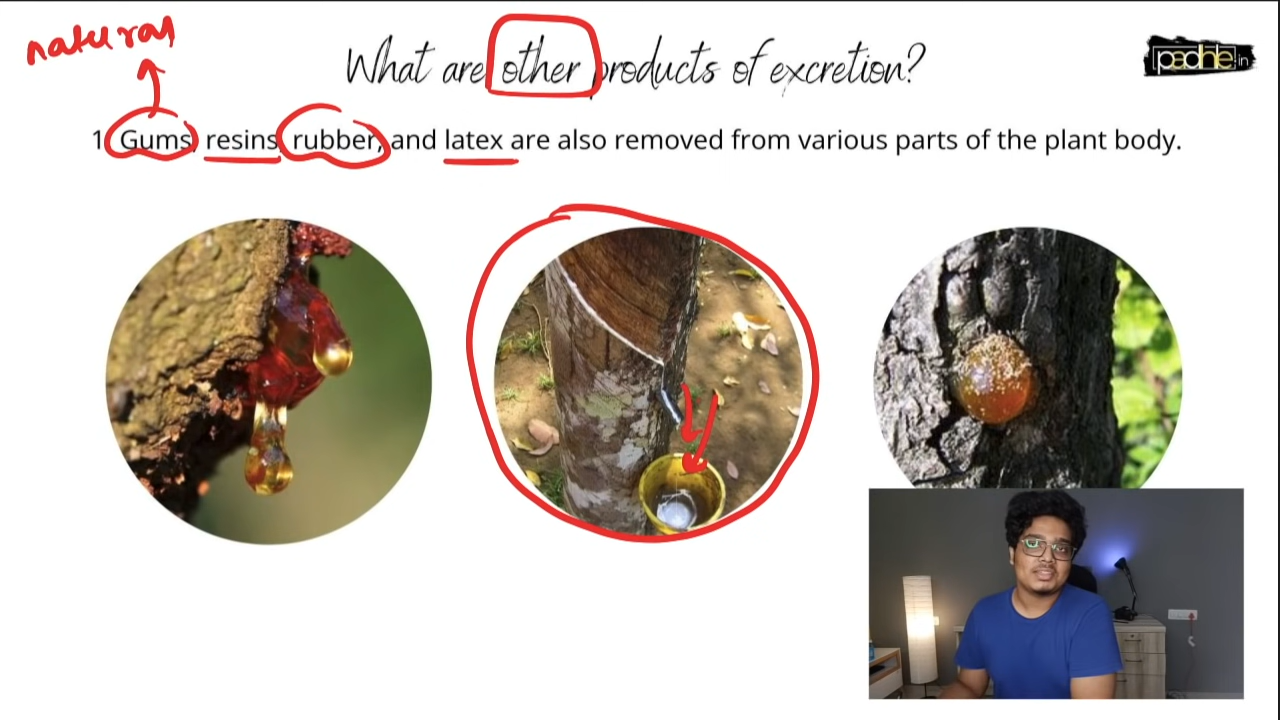 natural
What are other products of excretion?
padhle.in
1 Gums, resins, rubber, and latex are also removed from various parts of the plant body.